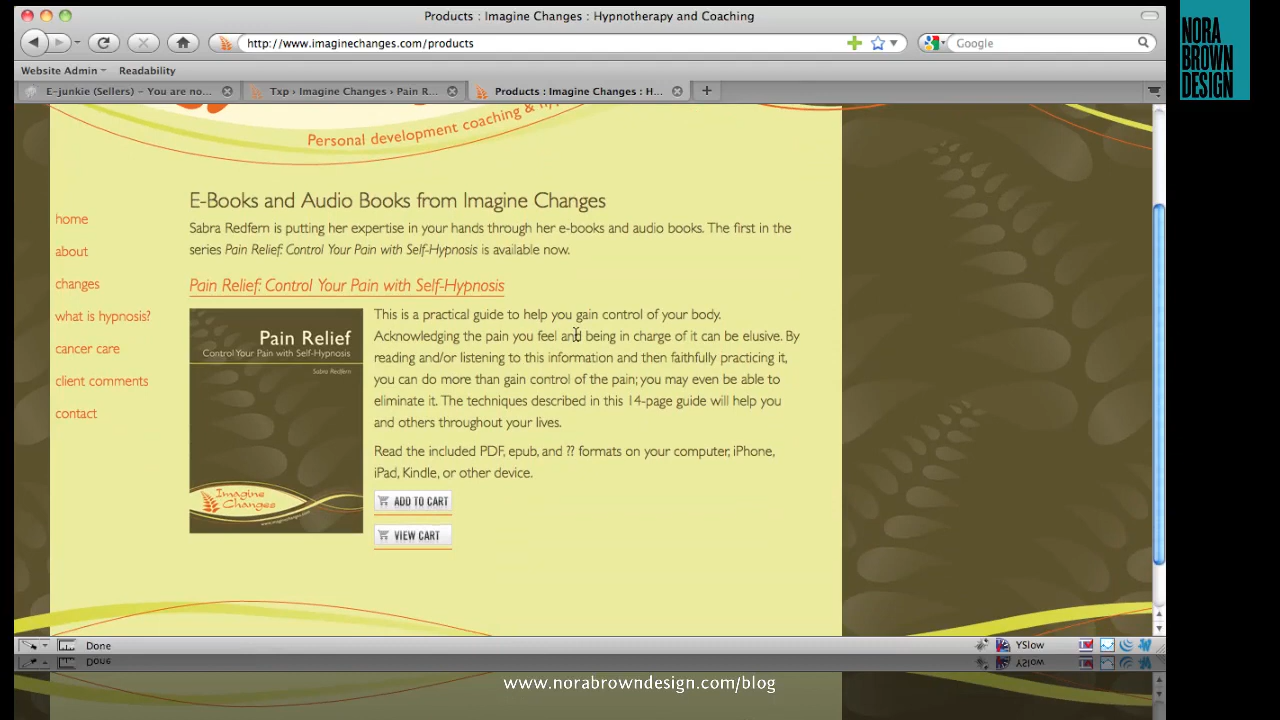 Products : Imagine Changes : Hypnotherapy and Coaching
NORA
BROWN
DESIGN
http://www.imaginechanges.com/products
Google
Website Admin
Readability
E-junkie (Sellers) – You are no...
Txp › Imagine Changes › Pain R...
Products : Imagine Changes : H...
Personal development coaching &
E-Books and Audio Books from Imagine Changes
Sabra Redfern is putting her expertise in your hands through her e-books and audio books. The first in the
series Pain Relief: Control Your Pain with Self-Hypnosis is available now.
home
about
changes
what is hypnosis?
cancer care
client comments
contact
Pain Relief: Control Your Pain with Self-Hypnosis
Pain Relief
Control Your Pain with Self-Hypnosis
Sabra Redfern
Imagine
Changes
www.imaginechanges.com
This is a practical guide to help you gain control of your body.
Acknowledging the pain you feel and being in charge of it can be elusive. By
reading and/or listening to this information and then faithfully practicing it,
you can do more than gain control of the pain; you may even be able to
eliminate it. The techniques described in this 14-page guide will help you
and others throughout your lives.
Read the included PDF, epub, and ?? formats on your computer, iPhone,
iPad, Kindle, or other device.
ADD TO CART
VIEW CART
Done
YSlow
Done
YSlow
www.norabrowndesign.com/blog